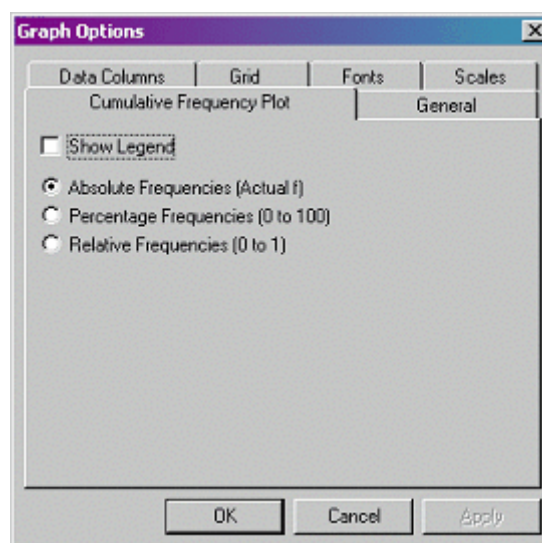 Graph Options
Data Columns Grid Fonts Scales
Cumulative Frequency Plot General
Show Legend
Absolute Frequencies (Actual f)
Percentage Frequencies (0 to 100)
Relative Frequencies (0 to 1)
OK Cancel Apply